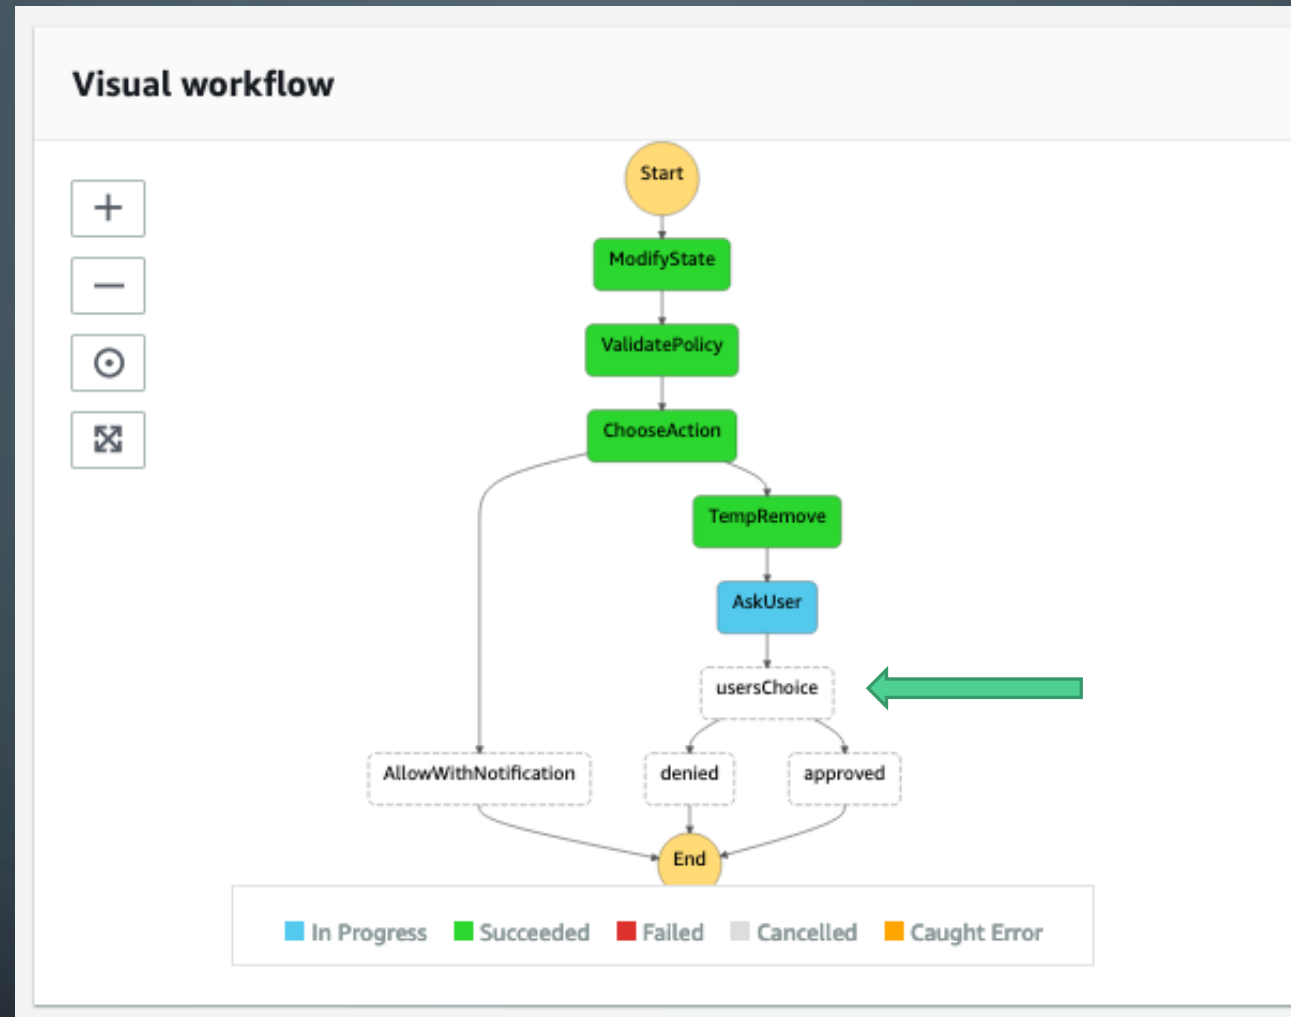 Visual workflow
Start
ModifyState
ValidatePolicy
ChooseAction
TempRemove
AskUser
usersChoice
AllowWithNotification
denied
approved
End
In Progress
Succeeded
Failed
Cancelled
Caught Error